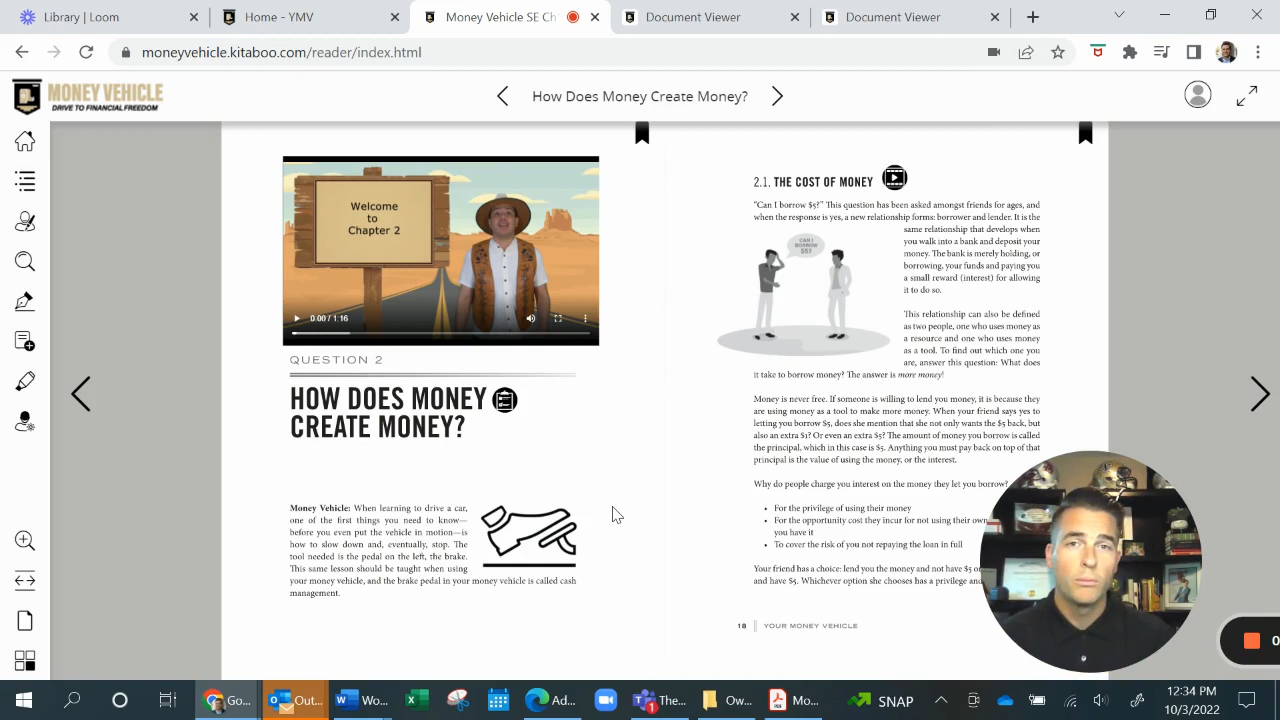 Library | Loom
Home - YMV
Money Vehicle SE Ch
Document Viewer
Document Viewer
moneyvehicle.kitaboo.com/reader/index.html
MONEY VEHICLE
DRIVE TO FINANCIAL FREEDOM
How Does Money Create Money?
Welcome
to
Chapter 2
0:00 / 1:16
QUESTION 2
HOW DOES MONEY
CREATE MONEY?
Money Vehicle: When learning to drive a car,
one of the first things you need to know—
before you even put the vehicle in motion—is
how to slow down and, eventually, stop. The
tool needed is the pedal on the left, the brake.
This same lesson should be taught when using
your money vehicle, and the brake pedal in your money vehicle is called cash
management.
2.1. THE COST OF MONEY
"Can I borrow $5?" This question has been asked amongst friends for ages, and
when the response is yes, a new relationship forms: borrower and lender. It is the
same relationship that develops when
you walk into a bank and deposit your
money. The bank is merely holding, or
borrowing, your funds and paying you
a small reward (interest) for allowing
it to do so.
CAN I
BORROW
$5?
This relationship can also be defined
as two people, one who uses money as
a resource and one who uses money
as a tool. To find out which one you
are, answer this question: What does
it take to borrow money? The answer is more money!
Money is never free. If someone is willing to lend you money, it is because they
are using money as a tool to make more money. When your friend says yes to
letting you borrow $5, does she mention that she not only wants the $5 back, but
also an extra $1? Or even an extra $5? The amount of money you borrow is called
the principal, which in this case is $5. Anything you must pay back on top of that
principal is the value of using the money, or the interest.
Why do people charge you interest on the money they let you borrow?
• For the privilege of using their money
• For the opportunity cost they incur for not using their own
you have it
• To cover the risk of you not repaying the loan in full
Your friend has a choice: lend you the money and not have $5 or
and have $5. Whichever option she chooses has a privilege and
18 YOUR MONEY VEHICLE
0
Go...
Out...
Wo...
Ad...
1
The...
Ow...
Mo...
SNAP
12:34 PM
10/3/2022